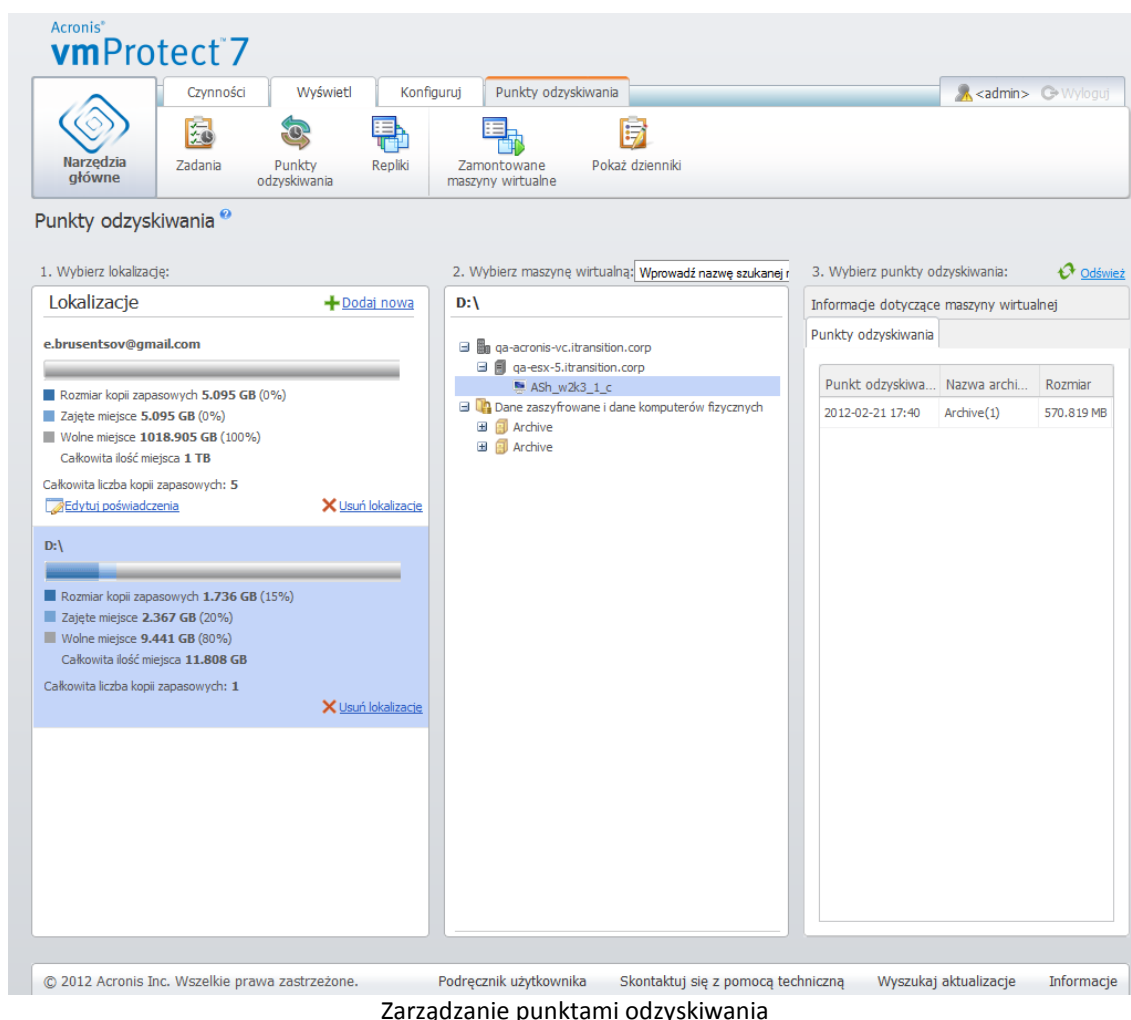 Acronis®
vmProtect™ 7
Czynności
Wyświetl
Konfiguruj
Punkty odzyskiwania
<admin>
Wyloguj
Narzędzia
główne
Zadania
Punkty
odzyskiwania
Repliki
Zamontowane
maszyny wirtualne
Pokaż dzienniki
Punkty odzyskiwania
1. Wybierz lokalizację:
Lokalizacje
Dodaj nowa
e.brusentsov@gmail.com
Rozmiar kopii zapasowych 5.095 GB (0%)
Zajęte miejsce 5.095 GB (0%)
Wolne miejsce 1018.905 GB (100%)
Całkowita ilość miejsca 1 TB
Całkowita liczba kopii zapasowych: 5
Edytuj poświadczenia
Usuń lokalizacje
D:\
Rozmiar kopii zapasowych 1.736 GB (15%)
Zajęte miejsce 2.367 GB (20%)
Wolne miejsce 9.441 GB (80%)
Całkowita ilość miejsca 11.808 GB
Całkowita liczba kopii zapasowych: 1
Usuń lokalizacje
2. Wybierz maszynę wirtualną:
Wprowadź nazwę szukanej
D:\
qa-acronis-vc.itransition.corp
qa-esx-5.itransition.corp
ASh_w2k3_1_c
Dane zaszyfrowane i dane komputerów fizycznych
Archive
Archive
3. Wybierz punkty odzyskiwania:
Odśwież
Informacje dotyczące maszyny wirtualnej
Punkty odzyskiwania
Punkt odzyskiwa... Nazwa archi... Rozmiar
2012-02-21 17:40 Archive(1) 570.819 MB
© 2012 Acronis Inc. Wszelkie prawa zastrzeżone.
Podręcznik użytkownika
Skontaktuj się z pomocą techniczną
Wyszukaj aktualizacje
Informacje
Zarządzanie punktami odzyskiwania